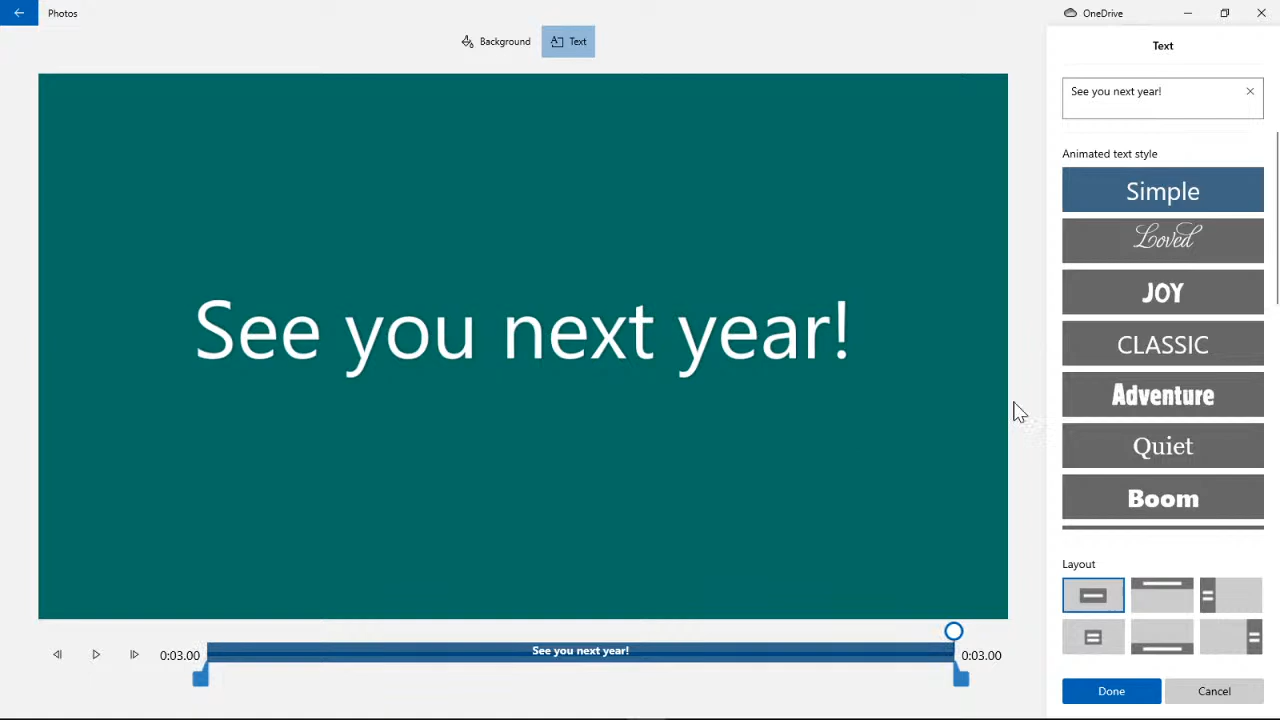 Photos
OneDrive
Background
Text
Text
See you next year!
Animated text style
Simple
Loved
JOY
CLASSIC
Adventure
Quiet
Boom
See you next year!
Layout
0:03.00
See you next year!
0:03.00
Done
Cancel